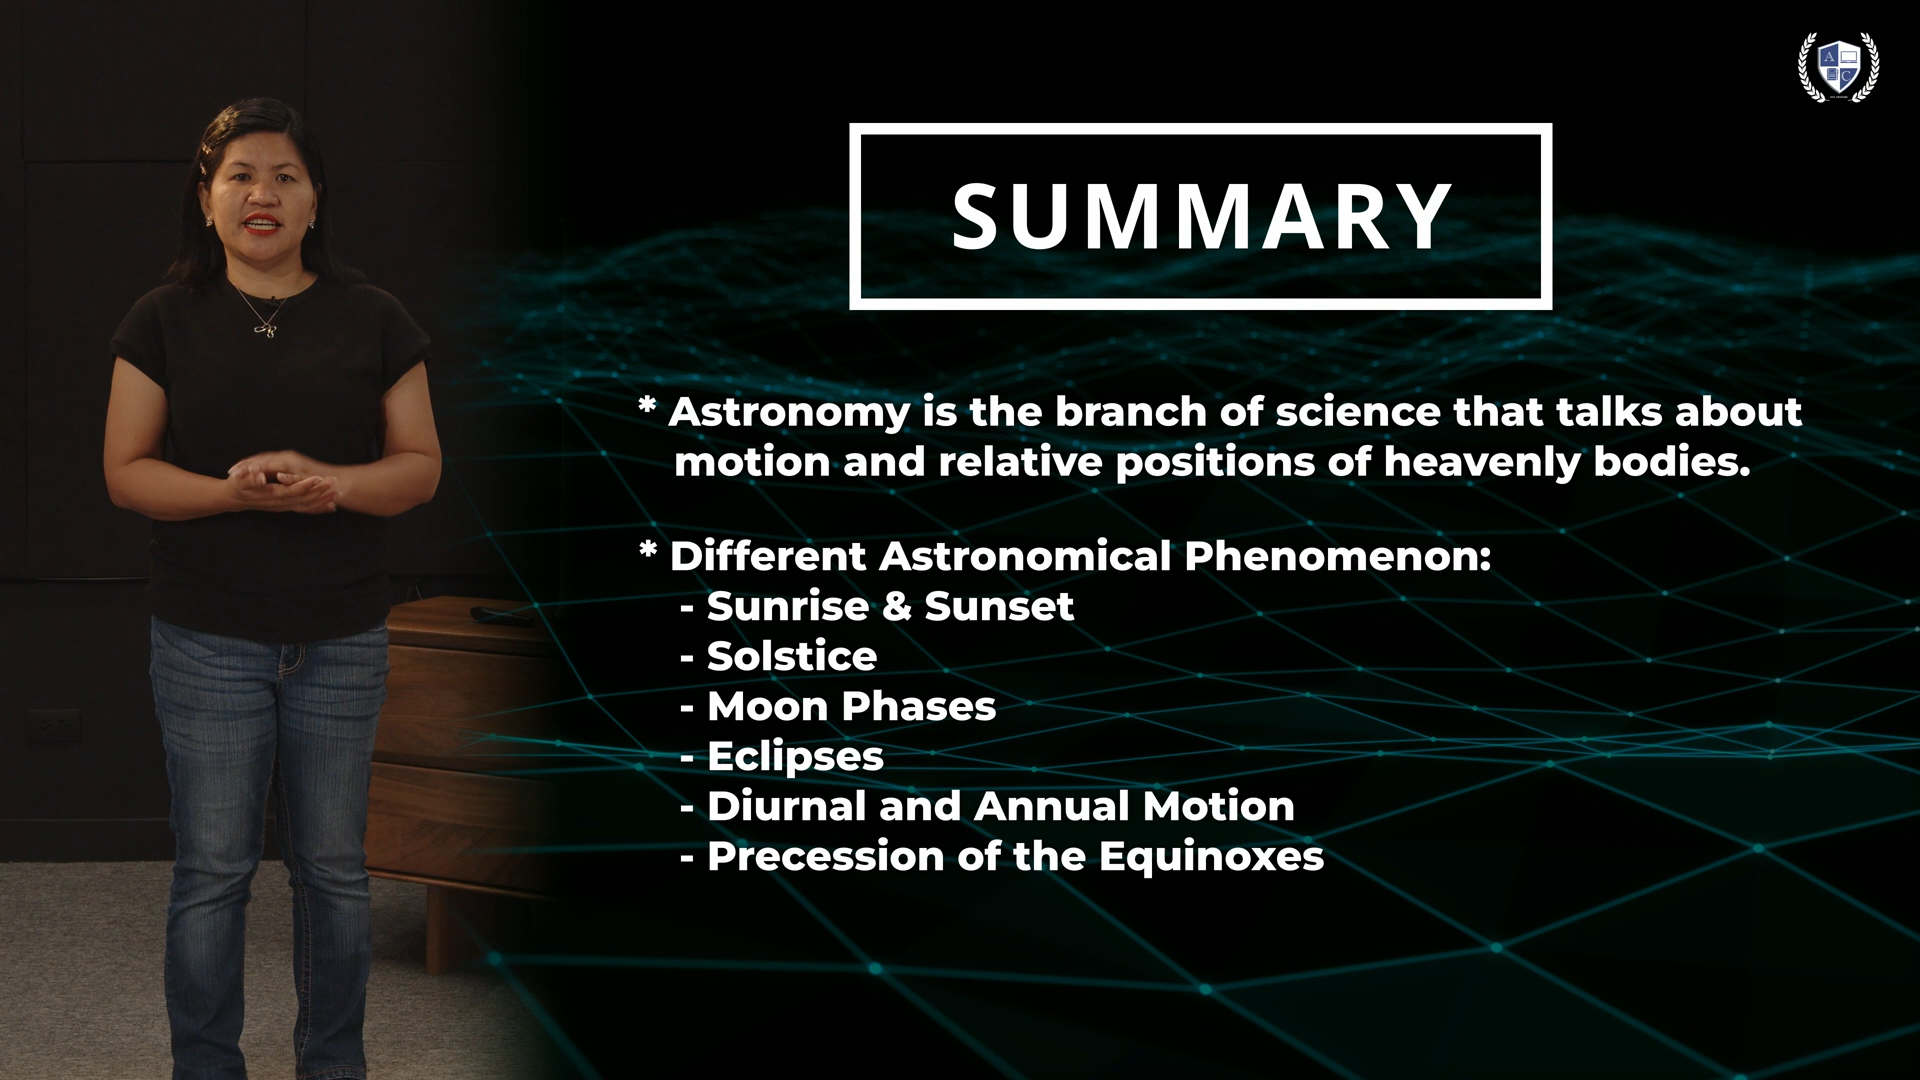 A
C
SUMMARY
* Astronomy is the branch of science that talks about
motion and relative positions of heavenly bodies.
* Different Astronomical Phenomenon:
- Sunrise & Sunset
- Solstice
- Moon Phases
- Eclipses
- Diurnal and Annual Motion
- Precession of the Equinoxes